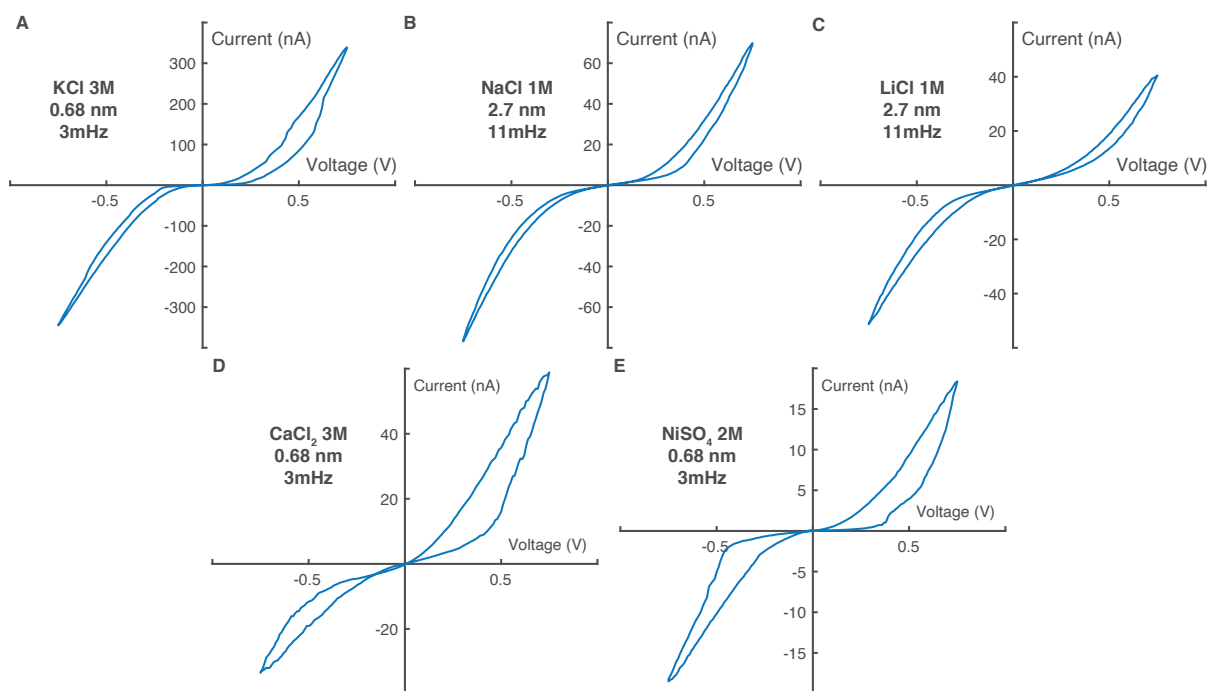 A
Current (nA)
KCl 3M
0.68 nm
3mHz
300
200
100
Voltage (V)
-0.5
0.5
-100
-200
-300
B
Current (nA)
NaCl 1M
2.7 nm
11mHz
60
40
20
Voltage (V)
-0.5
0.5
-20
-40
-60
C
Current (nA)
LiCl 1M
2.7 nm
11mHz
40
20
Voltage (V)
-0.5
0.5
-20
-40
D
Current (nA)
CaCl₂ 3M
0.68 nm
3mHz
40
20
Voltage (V)
-0.5
0.5
-20
E
Current (nA)
NiSO₄ 2M
0.68 nm
3mHz
15
10
5
Voltage (V)
-0.5
0.5
-5
-10
-15